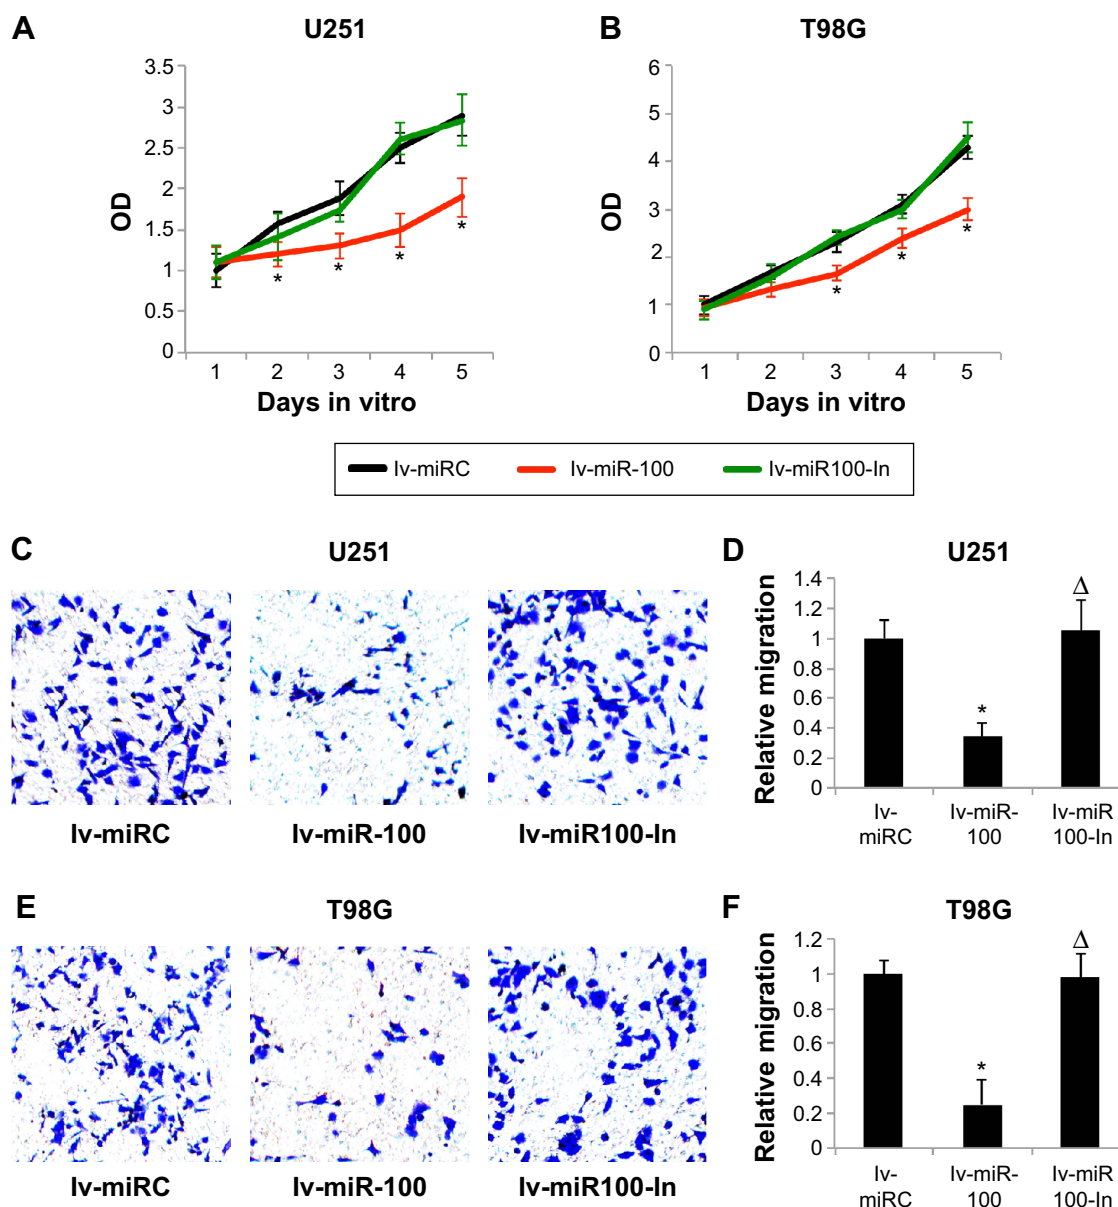 A
U251
OD
3.5
3
2.5
2
1.5
1
0.5
0
*
*
*
*
1 2 3 4 5
Days in vitro
B
T98G
OD
6
5
4
3
2
1
0
*
*
*
1 2 3 4 5
Days in vitro
lv-miRC lv-miR-100 lv-miR100-In
C
U251
lv-miRC lv-miR-100 lv-miR100-In
D
U251
Relative migration
1.4
1.2
1
0.8
0.6
0.4
0.2
0
*
Δ
lv-
miRC
lv-miR-
100
lv-miR
100-In
E
T98G
lv-miRC lv-miR-100 lv-miR100-In
F
T98G
Relative migration
1.2
1
0.8
0.6
0.4
0.2
0
*
Δ
lv-
miRC
lv-miR-
100
lv-miR
100-In